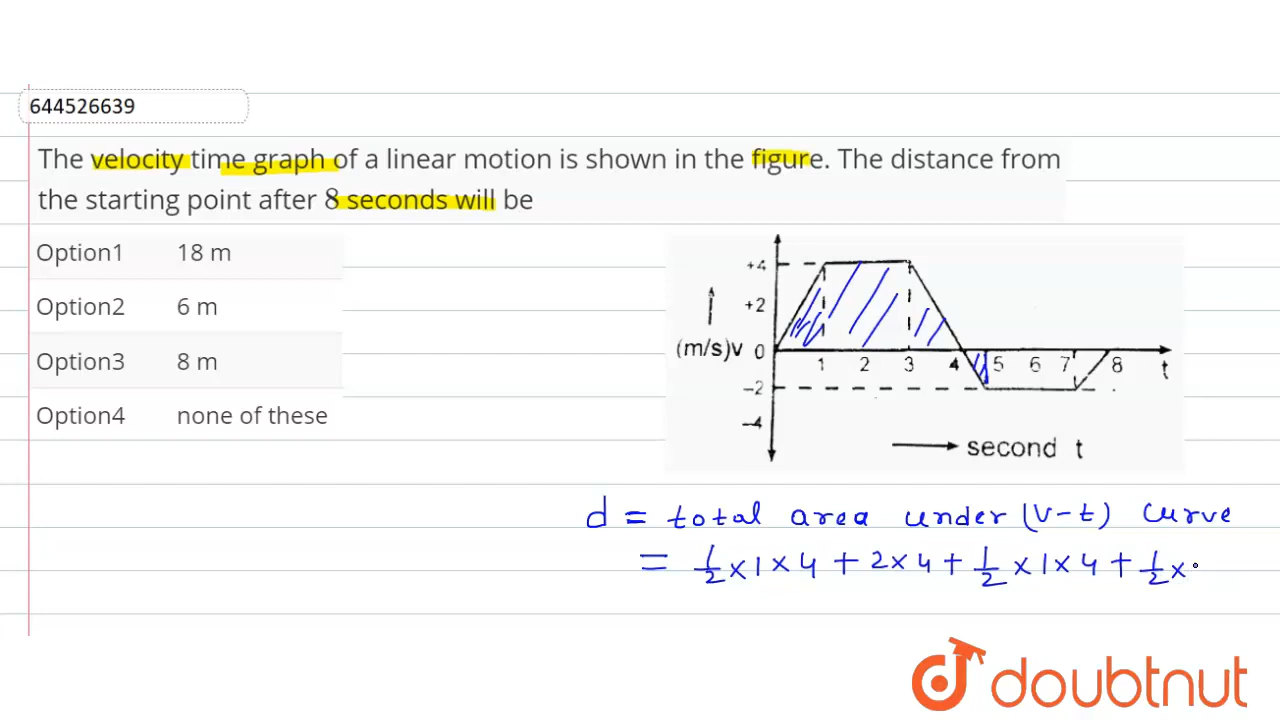 644526639
The velocity time graph of a linear motion is shown in the figure. The distance from
the starting point after 8 seconds will be
Option1 18 m
Option2 6 m
Option3 8 m
Option4 none of these
+4
+2
(m/s)v 0
1 2 3 4 5 6 7 8 t
−2
−4
second t
d = total area under (v-t) curve
= 1/2 × 1 × 4 + 2 × 4 + 1/2 × 1 × 4 + 1/2 ×
doubtnut